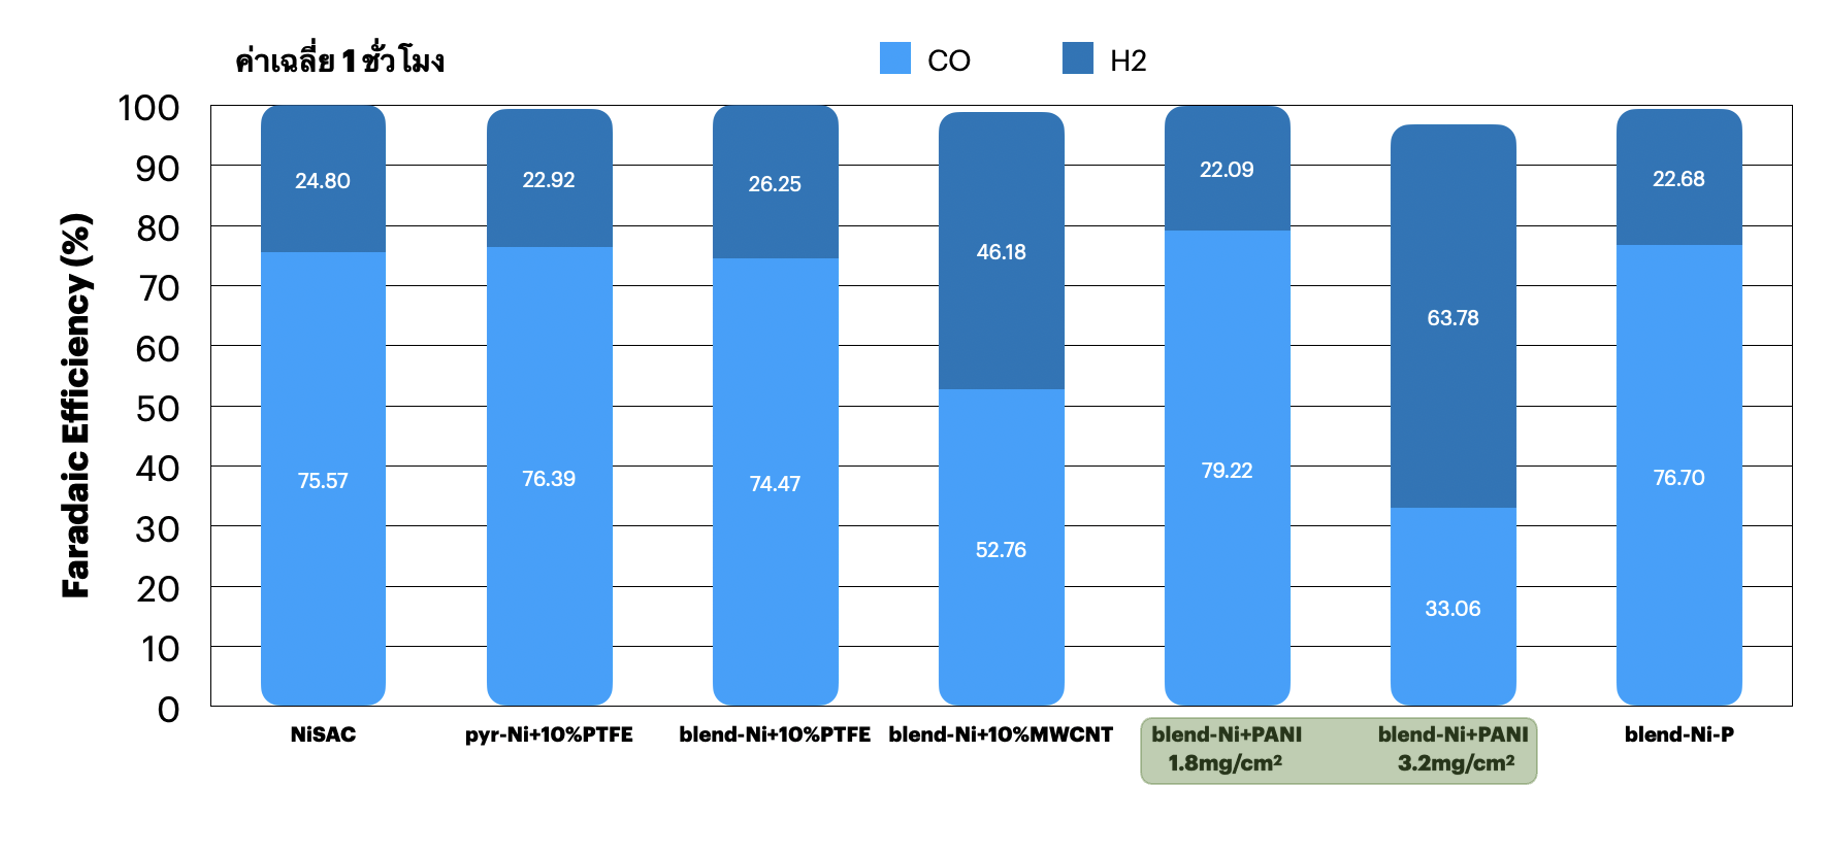 ค่าเฉลี่ย 1 ชั่วโมง
CO
H2
Faradaic Efficiency (%)
100
90
80
70
60
50
40
30
20
10
0
24.80
22.92
26.25
46.18
22.09
63.78
22.68
75.57
76.39
74.47
52.76
79.22
33.06
76.70
NiSAC
pyr-Ni+10%PTFE
blend-Ni+10%PTFE
blend-Ni+10%MWCNT
blend-Ni+PANI
1.8mg/cm²
blend-Ni+PANI
3.2mg/cm²
blend-Ni-P